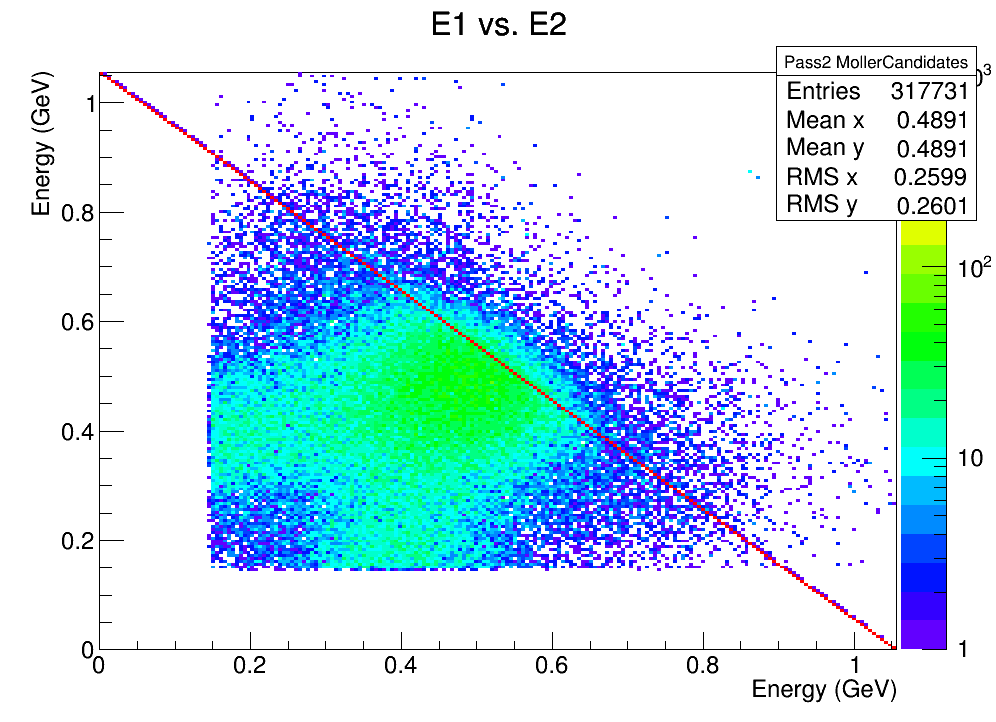 E1 vs. E2
Energy (GeV)
Pass2 MollerCandidates
Entries 317731
Mean x 0.4891
Mean y 0.4891
RMS x 0.2599
RMS y 0.2601
1
0.8
0.6
0.4
0.2
0
0 0.2 0.4 0.6 0.8 1
Energy (GeV)
10²
10
1